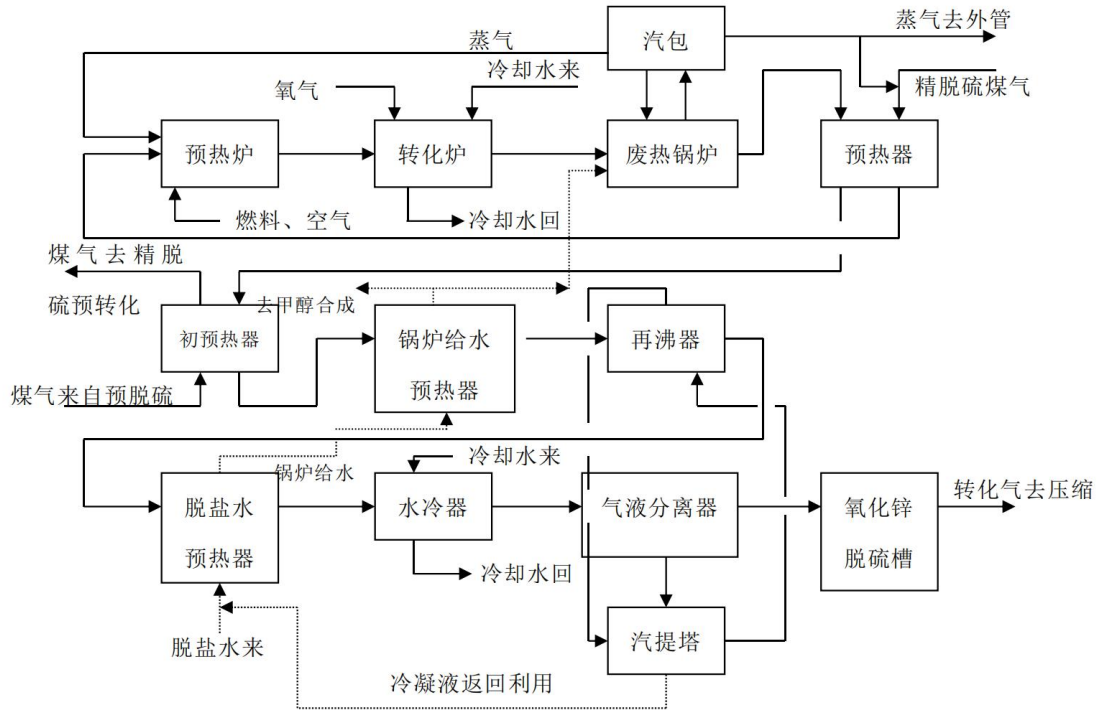 蒸气去外管
汽包
蒸气
冷却水来
氧气
精脱硫煤气
预热炉
转化炉
废热锅炉
预热器
燃料、空气
冷却水回
煤气去精脱
硫预转化
去甲醇合成
初预热器
锅炉给水
预热器
再沸器
煤气来自预脱硫
冷却水来
锅炉给水
脱盐水
预热器
水冷器
气液分离器
氧化锌
脱硫槽
转化气去压缩
冷却水回
脱盐水来
汽提塔
冷凝液返回利用